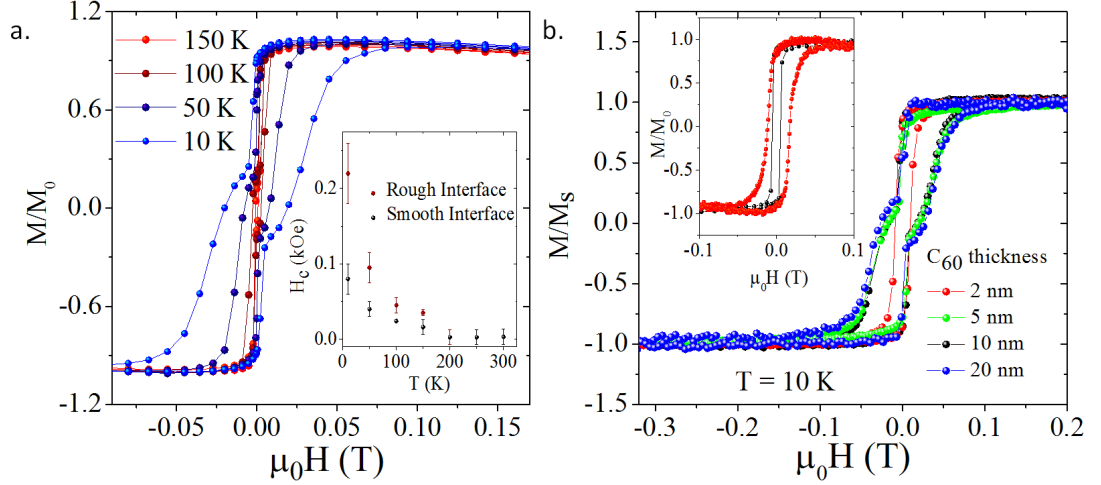 a.
1.2
0.6
0.0
-0.6
-1.2
M/M0
150 K
100 K
50 K
10 K
-0.05
0.00
0.05
0.10
0.15
μ0H (T)
0.2
0.1
0.0
Hc (kOe)
Rough Interface
Smooth Interface
0
100
200
300
T (K)
b.
1.5
1.0
0.5
0.0
-0.5
-1.0
-1.5
M/MS
1.0
0.5
0.0
-0.5
-1.0
M/M0
-0.1
0.0
0.1
μ0H (T)
C60 thickness
2 nm
5 nm
10 nm
20 nm
T = 10 K
-0.3
-0.2
-0.1
0.0
0.1
0.2
μ0H (T)